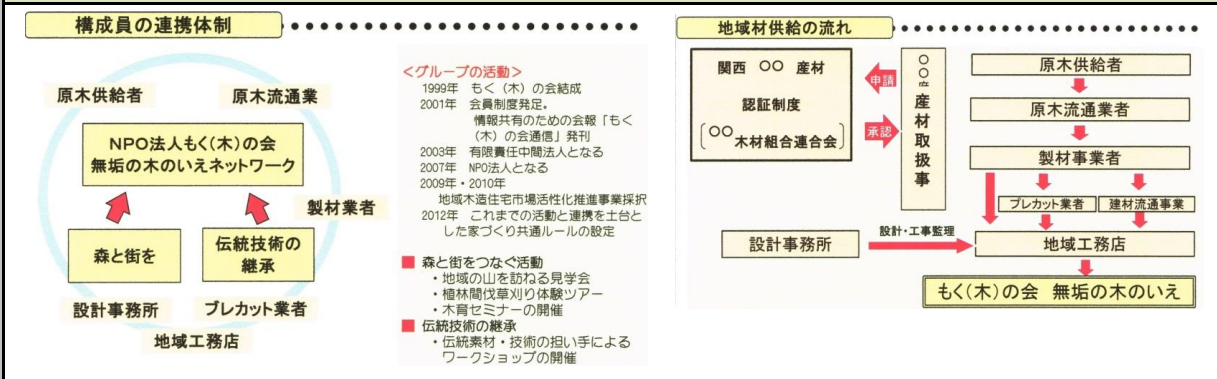 構成員の連携体制
原木供給者
原木流通業
NPO法人もく(木)の会
無垢の木のいえネットワーク
製材業者
森と街を
伝統技術の
継承
設計事務所
プレカット業者
地域工務店
<グループの活動>
1999年 もく(木)の会結成
2001年 会員制度発足。
情報共有のための会報「もく
(木)の会通信」発刊
2003年 有限責任中間法人となる
2007年 NPO法人となる
2009年・2010年
地域木造住宅市場活性化推進事業採択
2012年 これまでの活動と連携を土台と
した家づくり共通ルールの設定
■ 森と街をつなぐ活動
・地域の山を訪ねる見学会
・植林間伐草刈り体験ツアー
・木育セミナーの開催
■ 伝統技術の継承
・伝統素材・技術の担い手による
ワークショップの開催
地域材供給の流れ
関西 〇〇 産材
認証制度
〔〇〇木材組合連合会〕
申請
承認
〇〇産材取扱事
原木供給者
原木流通業者
製材事業者
プレカット業者
建材流通事業
設計事務所
設計・工事監理
地域工務店
もく(木)の会 無垢の木のいえ